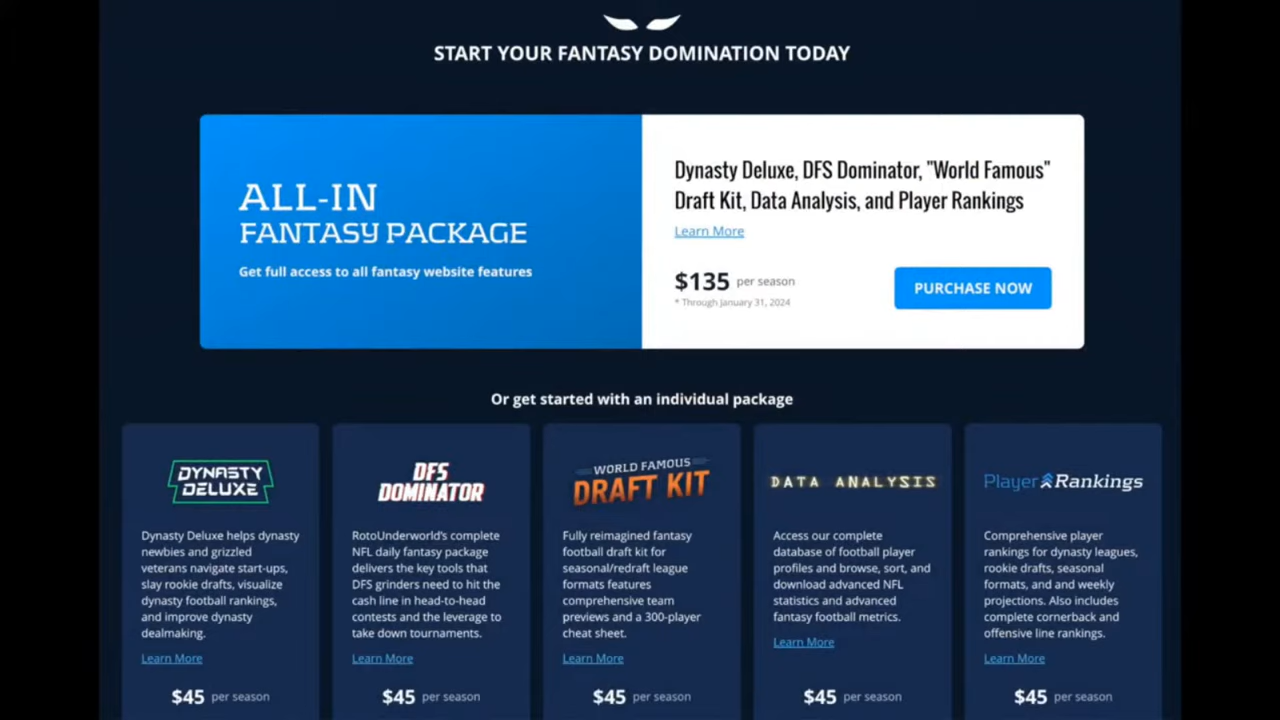 START YOUR FANTASY DOMINATION TODAY
ALL-IN
FANTASY PACKAGE
Get full access to all fantasy website features
Dynasty Deluxe, DFS Dominator, "World Famous"
Draft Kit, Data Analysis, and Player Rankings
Learn More
$135 per season
* Through January 31, 2024
PURCHASE NOW
Or get started with an individual package
DYNASTY
DELUXE
Dynasty Deluxe helps dynasty
newbies and grizzled
veterans navigate start-ups,
slay rookie drafts, visualize
dynasty football rankings,
and improve dynasty
dealmaking.
Learn More
$45 per season
DFS
DOMINATOR
RotoUnderworld's complete
NFL daily fantasy package
delivers the key tools that
DFS grinders need to hit the
cash line in head-to-head
contests and the leverage to
take down tournaments.
Learn More
$45 per season
WORLD FAMOUS
DRAFT KIT
Fully reimagined fantasy
football draft kit for
seasonal/redraft league
formats features
comprehensive team
previews and a 300-player
cheat sheet.
Learn More
$45 per season
DATA ANALYSIS
Access our complete
database of football player
profiles and browse, sort, and
download advanced NFL
statistics and advanced
fantasy football metrics.
Learn More
$45 per season
Player Rankings
Comprehensive player
rankings for dynasty leagues,
rookie drafts, seasonal
formats, and and weekly
projections. Also includes
complete cornerback and
offensive line rankings.
Learn More
$45 per season